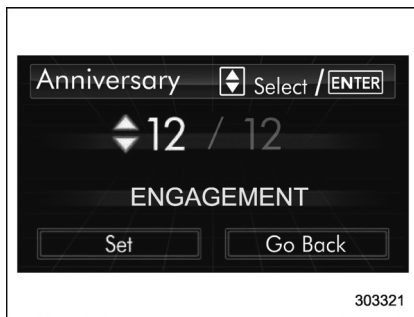 Anniversary Select / ENTER
12 / 12
ENGAGEMENT
Set Go Back
303321